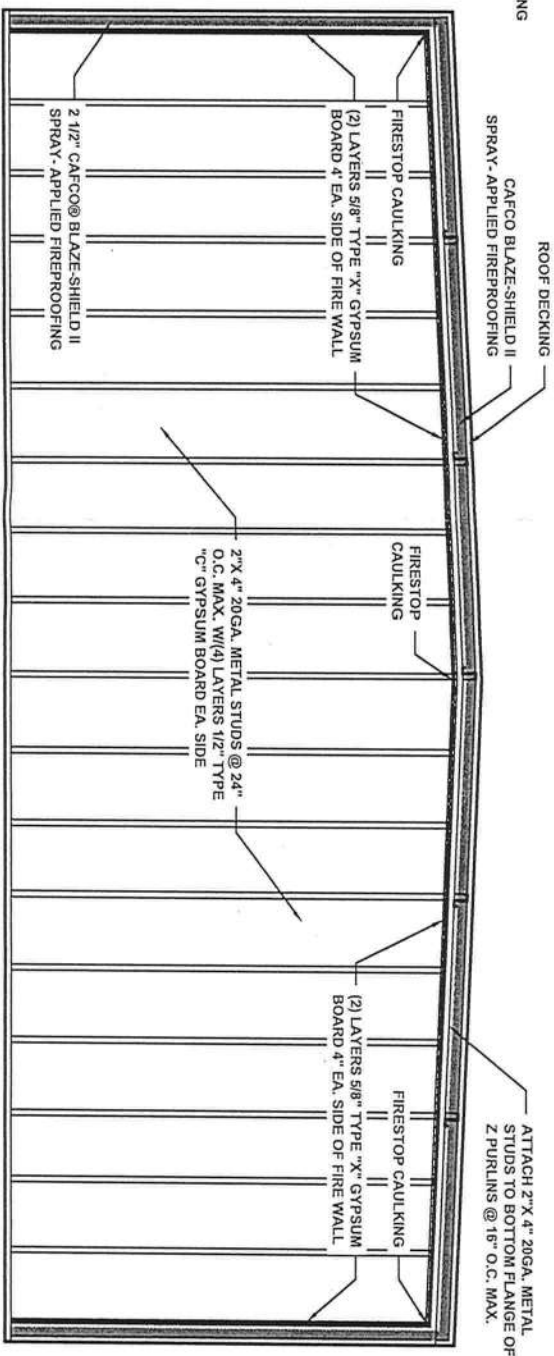 NG
ROOF DECKING
CAFCO BLAZE-SHIELD II
SPRAY- APPLIED FIREPROOFING
FIRESTOP CAULKING
(2) LAYERS 5/8" TYPE "X" GYPSUM
BOARD 4' EA. SIDE OF FIRE WALL
2 1/2" CAFCO® BLAZE-SHIELD II
SPRAY- APPLIED FIREPROOFING
FIRESTOP
CAULKING
2"X 4" 20GA. METAL STUDS @ 24"
O.C. MAX. W/(4) LAYERS 1/2" TYPE
"C" GYPSUM BOARD EA. SIDE
ATTACH 2"X 4" 20GA. METAL
STUDS TO BOTTOM FLANGE OF
Z PURLINS @ 16" O.C. MAX.
FIRESTOP CAULKING
(2) LAYERS 5/8" TYPE "X" GYPSUM
BOARD 4" EA. SIDE OF FIRE WALL